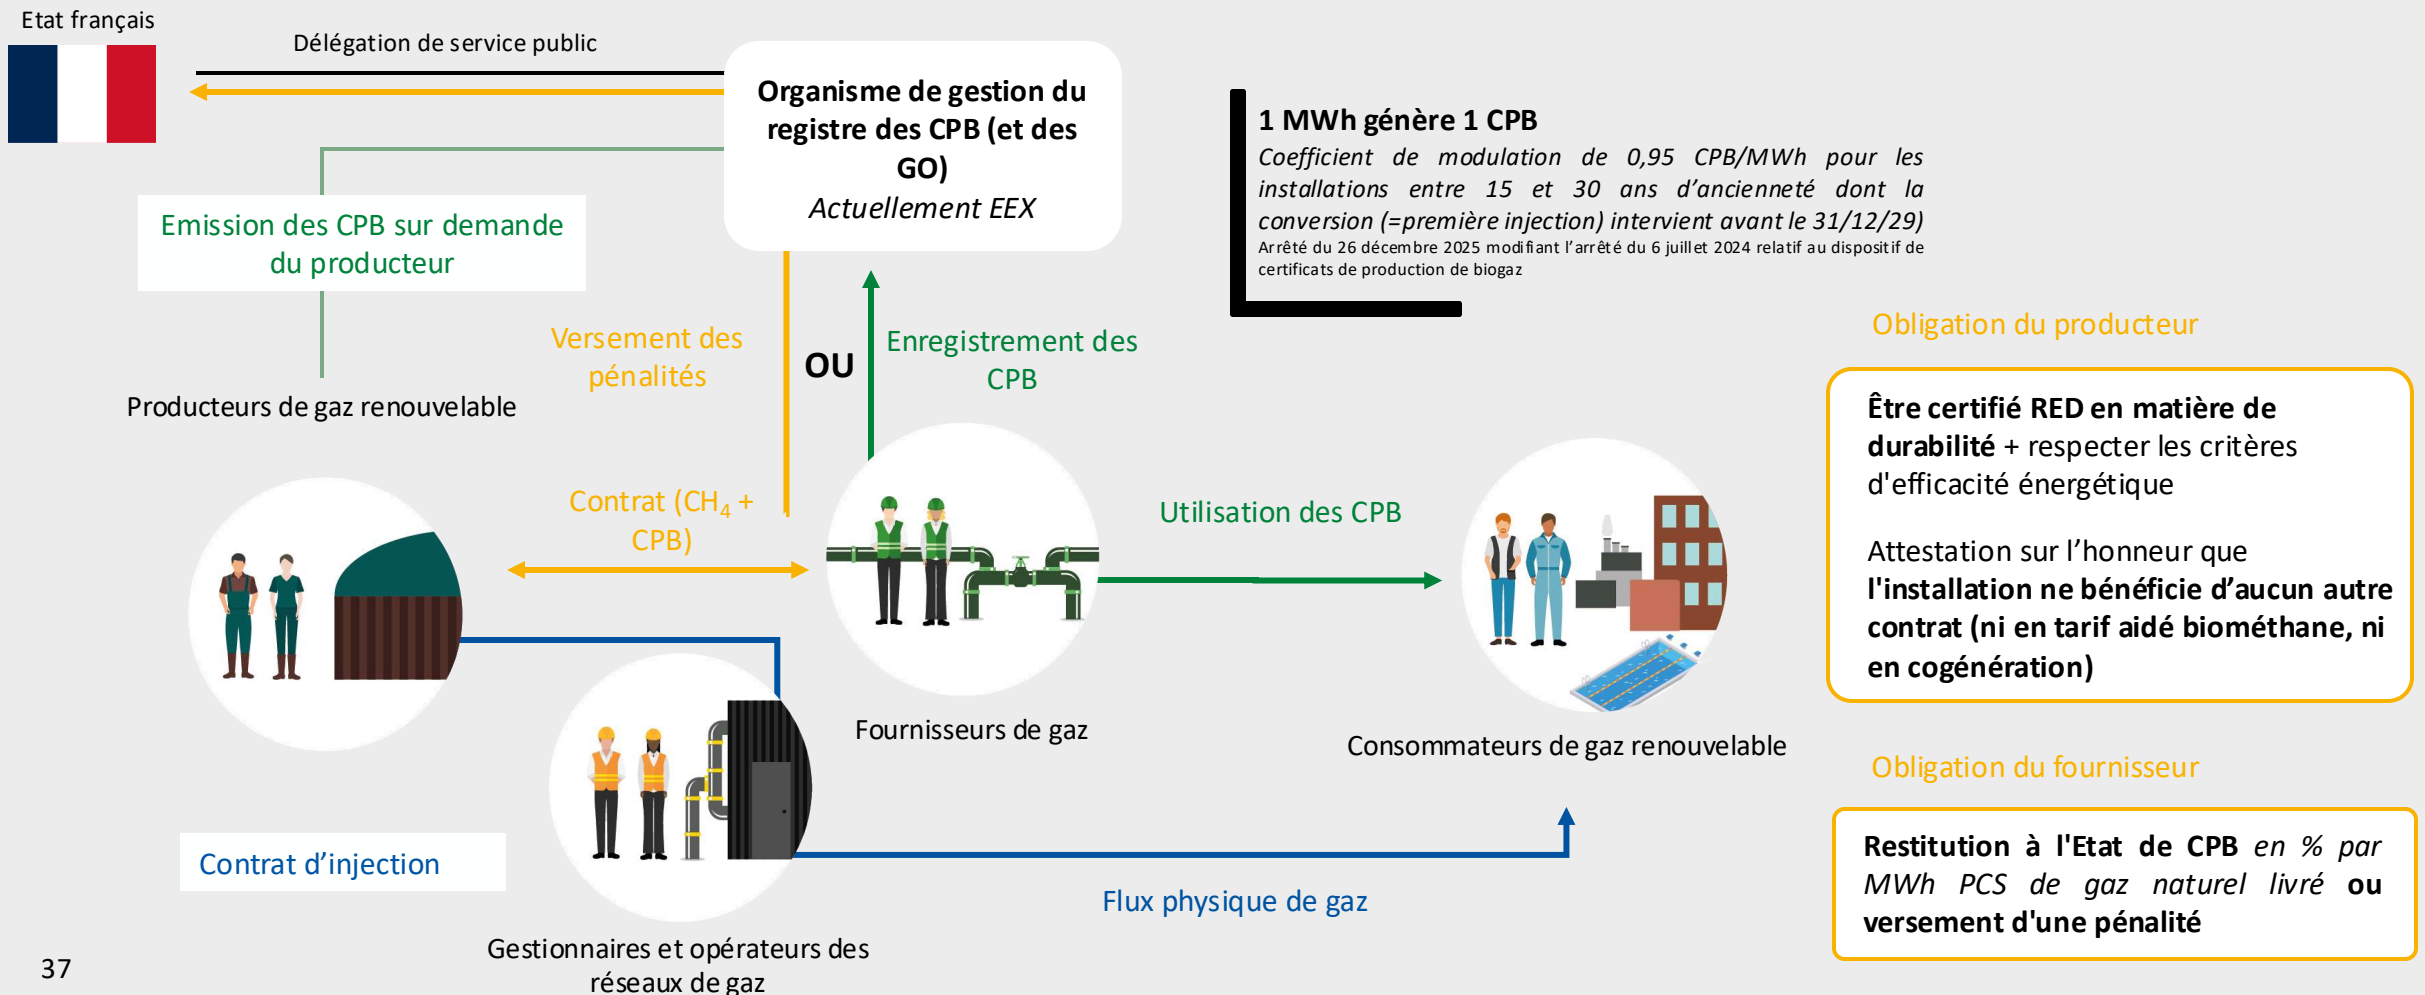 Etat français
Délégation de service public
Organisme de gestion du
registre des CPB (et des
GO)
Actuellement EEX
1 MWh génère 1 CPB
Coefficient de modulation de 0,95 CPB/MWh pour les
installations entre 15 et 30 ans d’ancienneté dont la
conversion (=première injection) intervient avant le 31/12/29)
Arrêté du 26 décembre 2025 modifiant l’arrêté du 6 juillet 2024 relatif au dispositif de
certificats de production de biogaz
Emission des CPB sur demande
du producteur
Versement des
pénalités
OU
Enregistrement des
CPB
Producteurs de gaz renouvelable
Contrat (CH₄ +
CPB)
Utilisation des CPB
Fournisseurs de gaz
Consommateurs de gaz renouvelable
Contrat d’injection
Flux physique de gaz
Gestionnaires et opérateurs des
réseaux de gaz
Obligation du producteur
Être certifié RED en matière de
durabilité + respecter les critères
d'efficacité énergétique
Attestation sur l’honneur que
l'installation ne bénéficie d’aucun autre
contrat (ni en tarif aidé biométhane, ni
en cogénération)
Obligation du fournisseur
Restitution à l'Etat de CPB en % par
MWh PCS de gaz naturel livré ou
versement d'une pénalité
37